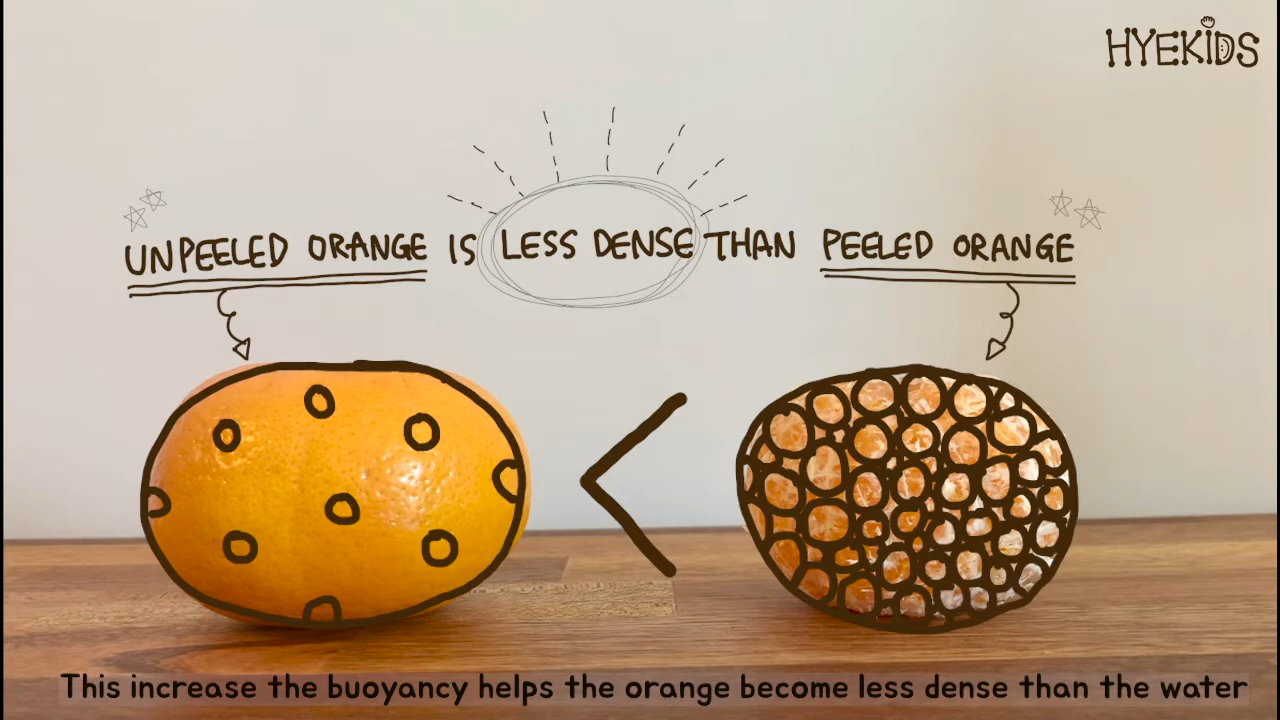 HYEKIDS
UNPEELED ORANGE IS LESS DENSE THAN PEELED ORANGE
This increase the buoyancy helps the orange become less dense than the water